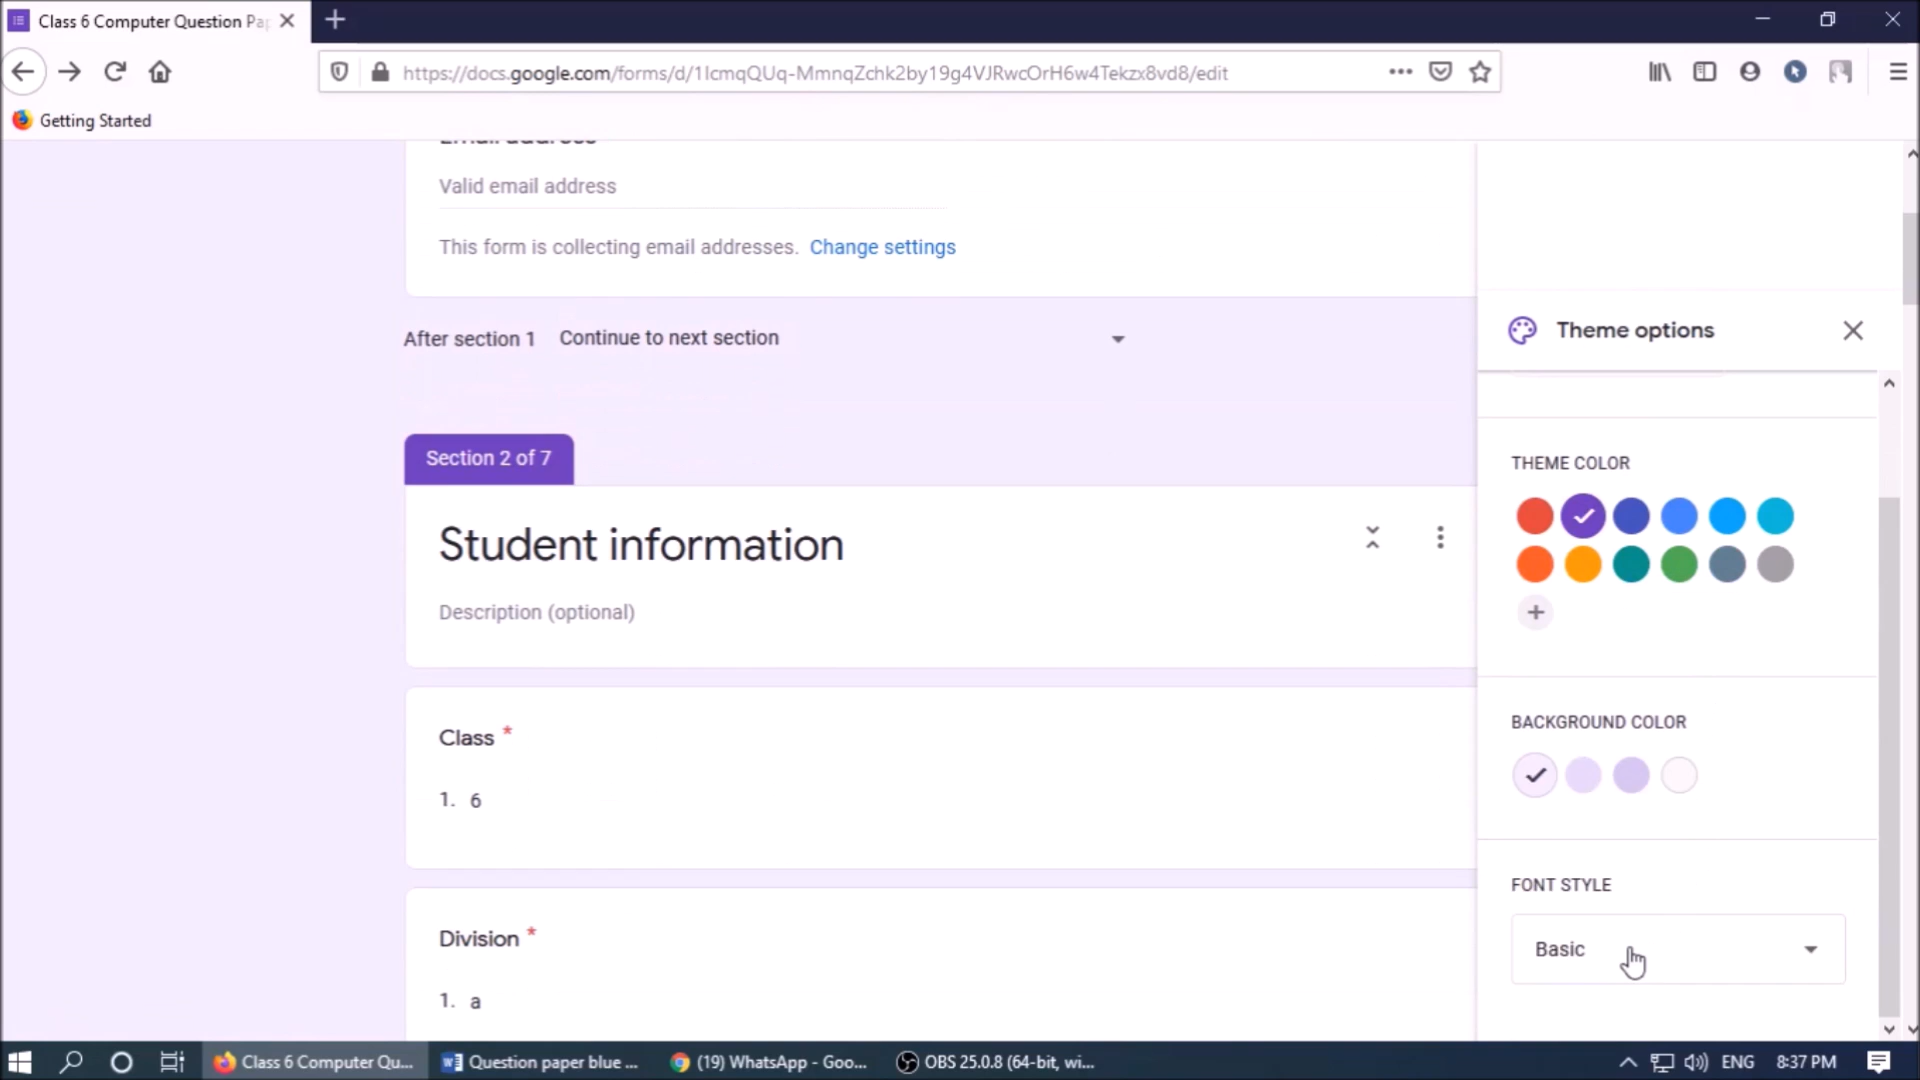 Class 6 Computer Question Pap
https://docs.google.com/forms/d/1IcmqQUq-MmnqZchk2by19g4VJRwcOrH6w4Tekzx8vd8/edit
Getting Started
Email address
Valid email address
This form is collecting email addresses. Change settings
After section 1 Continue to next section
Theme options
Section 2 of 7
THEME COLOR
Student information
Description (optional)
BACKGROUND COLOR
Class *
1. 6
FONT STYLE
Division *
Basic
1. a
Class 6 Computer Qu...
Question paper blue ...
(19) WhatsApp - Goo...
OBS 25.0.8 (64-bit, wi...
ENG
8:37 PM